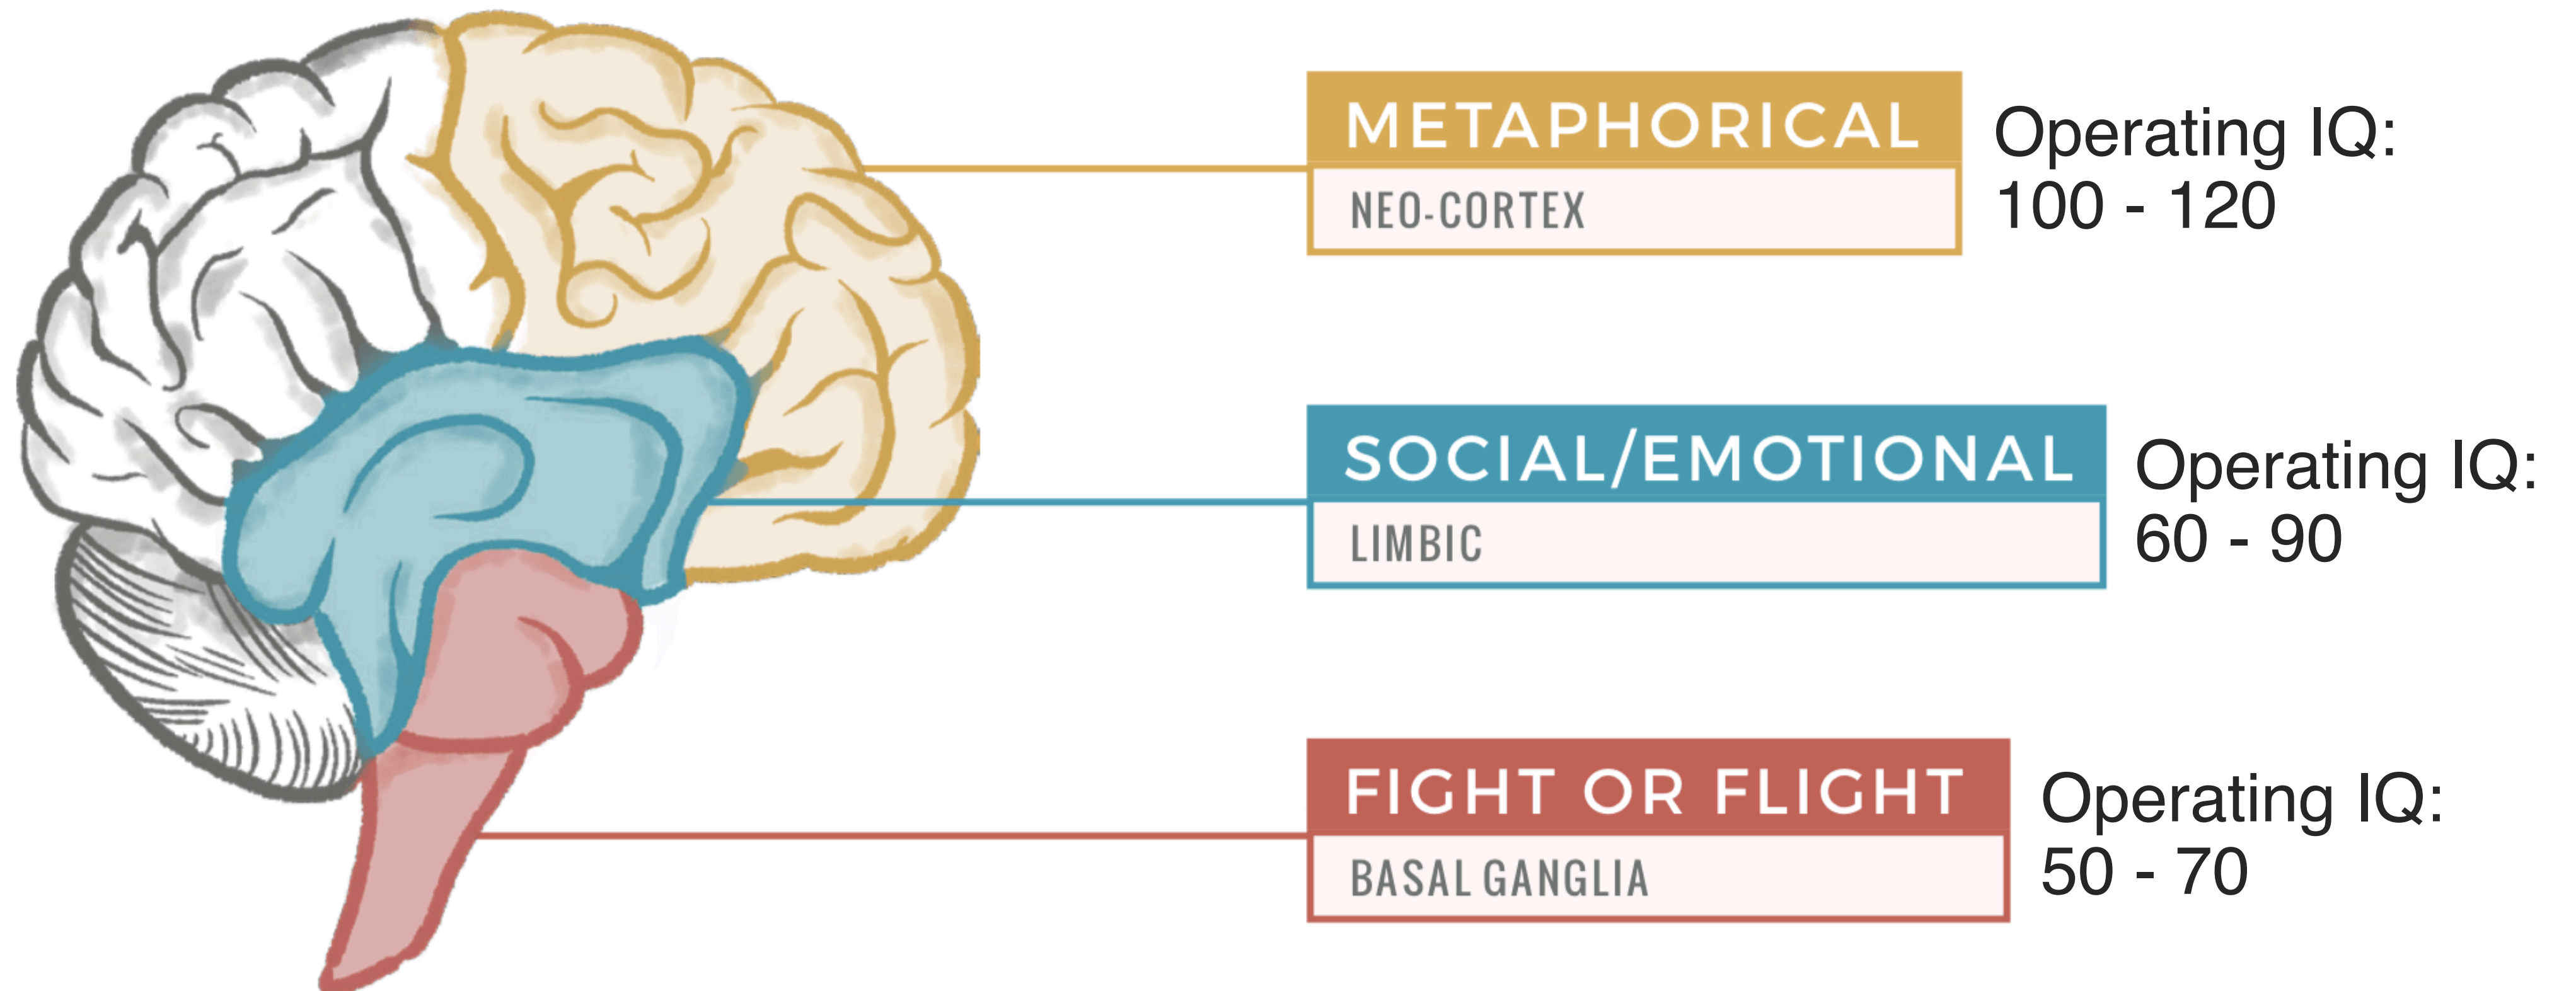 METAPHORICAL
NEO-CORTEX
Operating IQ:
100 - 120
SOCIAL/EMOTIONAL
LIMBIC
Operating IQ:
60 - 90
FIGHT OR FLIGHT
BASAL GANGLIA
Operating IQ:
50 - 70